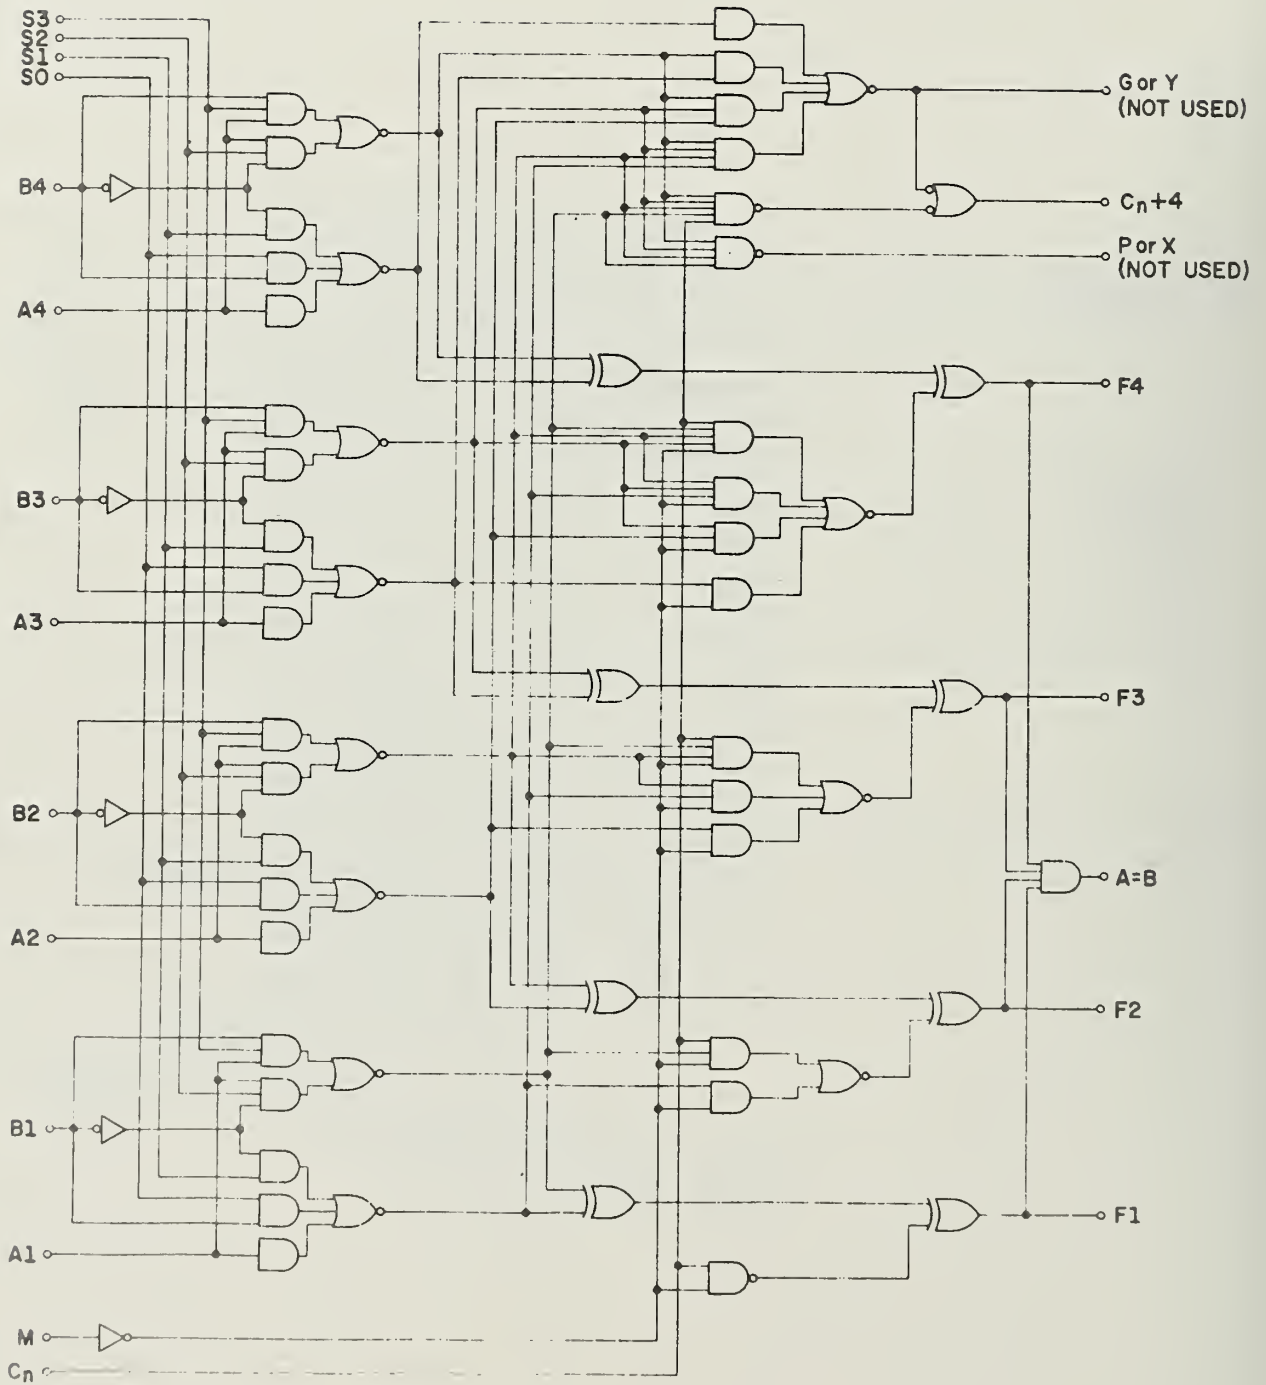 S3
S2
S1
S0
G or Y
(NOT USED)
B4
Cn+4
P or X
(NOT USED)
A4
F4
B3
A3
F3
B2
A=B
A2
F2
B1
F1
A1
M
Cn